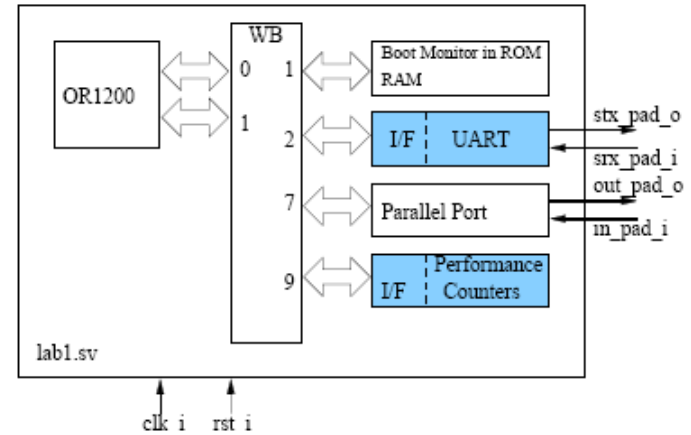 WB
OR1200
0
1
1
2
7
9
Boot Monitor in ROM
RAM
I/F
UART
Parallel Port
I/F
Performance
Counters
stx_pad_o
srx_pad_i
out_pad_o
in_pad_i
lab1.sv
clk_i
rst_i